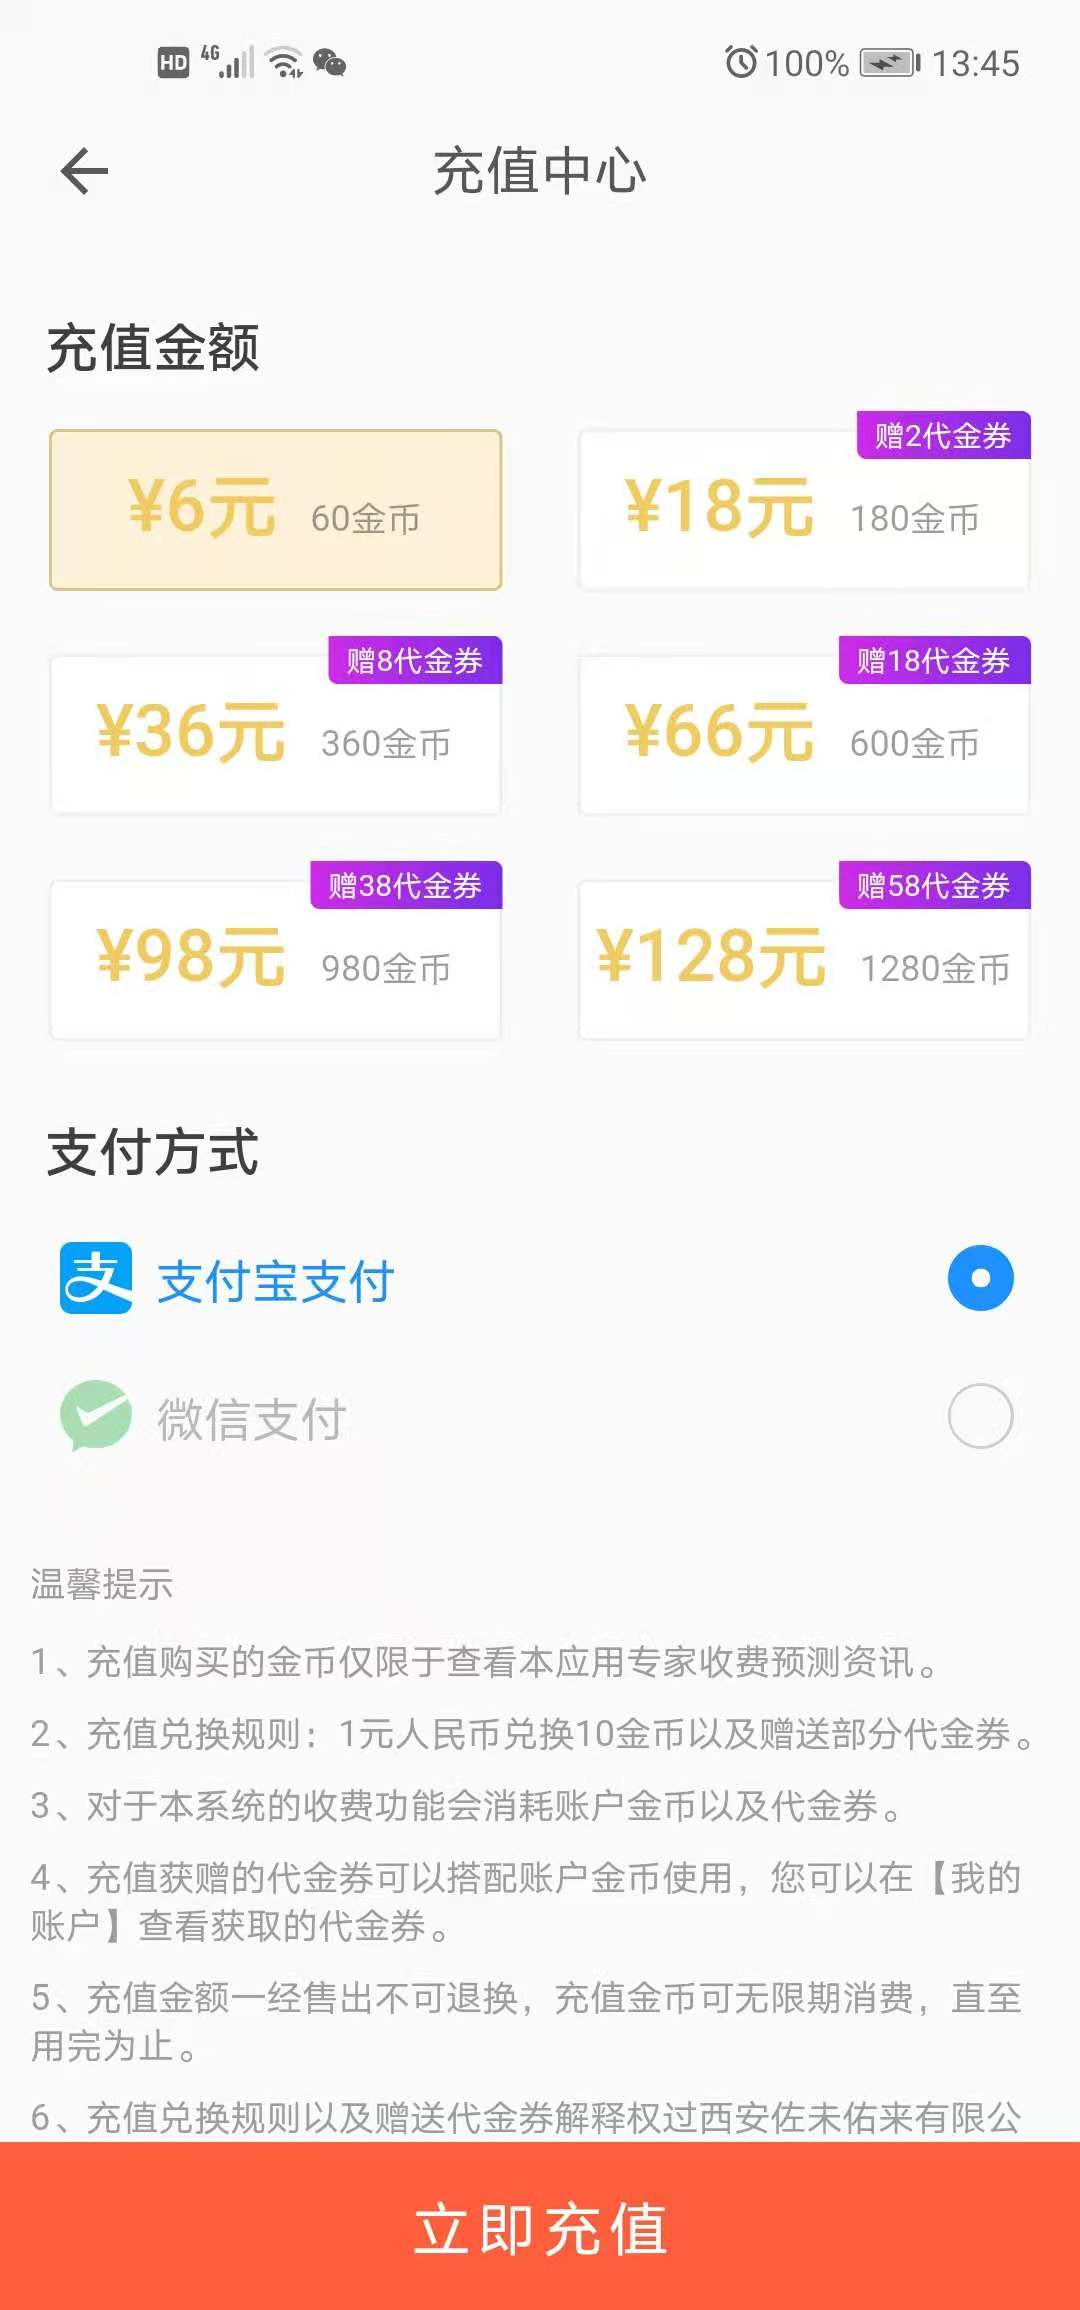 HD 4G 100% 13:45
充值中心
充值金额
¥6元 60金币
赠2代金券
¥18元 180金币
赠8代金券
¥36元 360金币
赠18代金券
¥66元 600金币
赠38代金券
¥98元 980金币
赠58代金券
¥128元 1280金币
支付方式
支 支付宝支付
微信支付
温馨提示
1、充值购买的金币仅限于查看本应用专家收费预测资讯。
2、充值兑换规则：1元人民币兑换10金币以及赠送部分代金券。
3、对于本系统的收费功能会消耗账户金币以及代金券。
4、充值获赠的代金券可以搭配账户金币使用，您可以在【我的
账户】查看获取的代金券。
5、充值金额一经售出不可退换，充值金币可无限期消费，直至
用完为止。
6、充值兑换规则以及赠送代金券解释权过西安佐未佑来有限公
立即充值